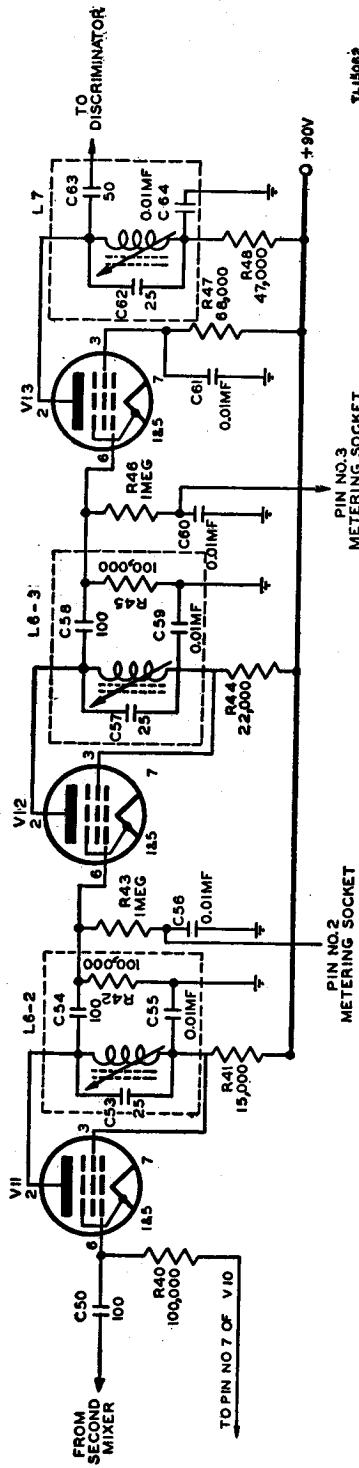 FROM
SECOND
MIXER
C50
100
R40
100,000
TO PIN NO 7 OF V10
V11
2
3
6
7
1&5
L6-2
C54
100
C53
25
R42
100,000
C55
0.01MF
R41
15,000
R43
1MEG
C56
0.01MF
PIN NO.2
METERING SOCKET
V12
2
3
6
7
1&5
L6-3
C58
100
C57
25
R45
100,000
C59
0.01MF
R44
22,000
R46
1MEG
C60
0.01MF
PIN NO.3
METERING SOCKET
V13
2
3
6
7
1&5
C61
0.01MF
R47
68,000
L7
C63
50
C62
25
0.01MF
C64
R48
47,000
TO
DISCRIMINATOR
+90V
TL15082